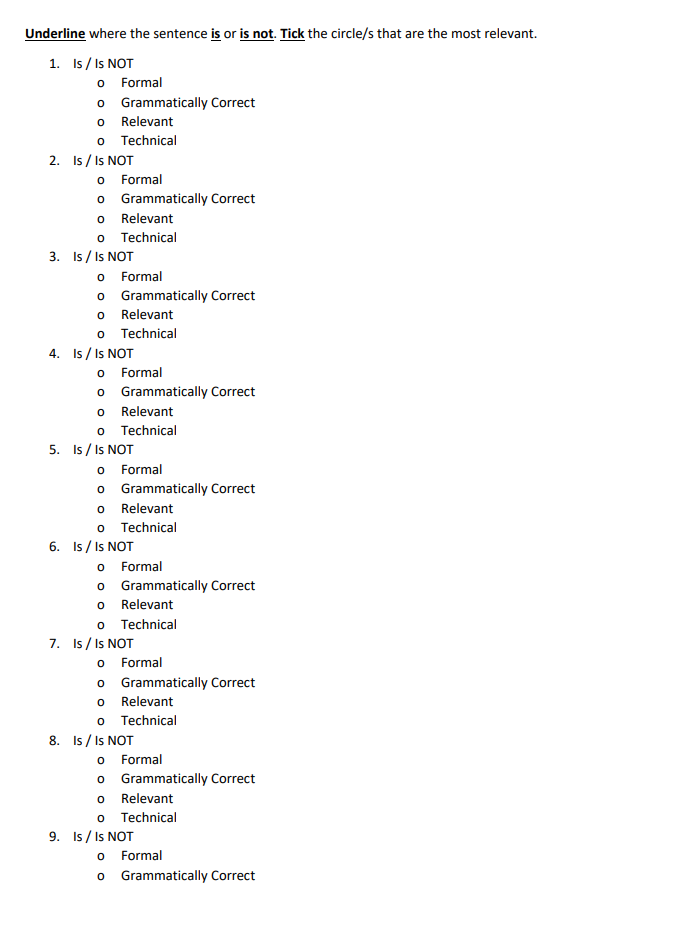 Underline where the sentence is or is not. Tick the circle/s that are the most relevant.
1. Is / Is NOT
o Formal
o Grammatically Correct
o Relevant
o Technical
2. Is / Is NOT
o Formal
o Grammatically Correct
o Relevant
o Technical
3. Is / Is NOT
o Formal
o Grammatically Correct
o Relevant
o Technical
4. Is / Is NOT
o Formal
o Grammatically Correct
o Relevant
o Technical
5. Is / Is NOT
o Formal
o Grammatically Correct
o Relevant
o Technical
6. Is / Is NOT
o Formal
o Grammatically Correct
o Relevant
o Technical
7. Is / Is NOT
o Formal
o Grammatically Correct
o Relevant
o Technical
8. Is / Is NOT
o Formal
o Grammatically Correct
o Relevant
o Technical
9. Is / Is NOT
o Formal
o Grammatically Correct